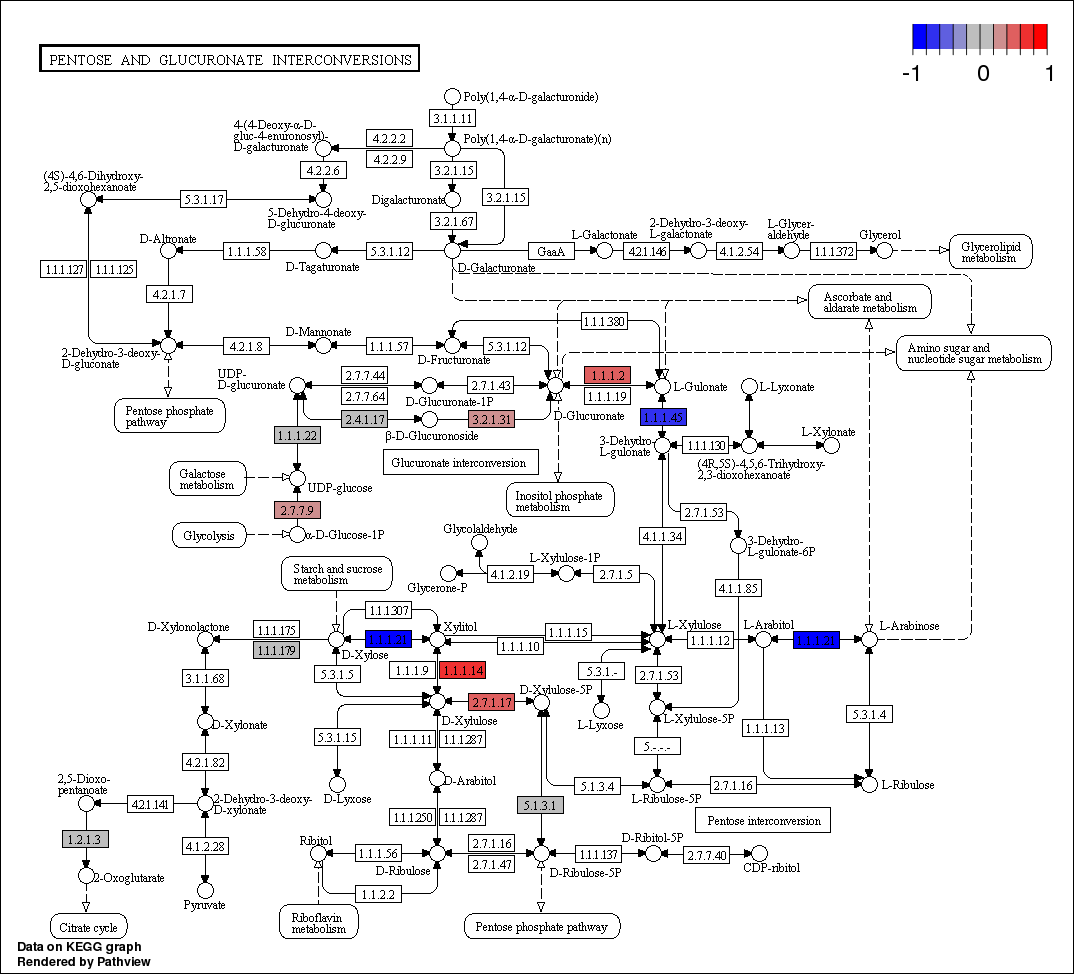 PENTOSE AND GLUCURONATE INTERCONVERSIONS
-1 0 1
Poly(1,4-α-D-galacturonide)
3.1.1.11
4-(4-Deoxy-α-D-
gluc-4-enuronosyl)-
D-galacturonate
4.2.2.2
4.2.2.9
Poly(1,4-α-D-galacturonate)(n)
4.2.2.6
3.2.1.15
3.2.1.15
(4S)-4,6-Dihydroxy-
2,5-dioxohexanoate
5.3.1.17
Digalacturonate
5-Dehydro-4-deoxy-
D-glucuronate
3.2.1.67
D-Altronate
1.1.1.58
D-Tagaturonate
5.3.1.12
D-Galacturonate
GaaA
L-Galactonate
4.2.1.146
2-Dehydro-3-deoxy-
L-galactonate
4.1.2.54
L-Glycer-
aldehyde
1.1.1.372
Glycerol
Glycerolipid
metabolism
1.1.1.127
1.1.1.125
4.2.1.7
Ascorbate and
aldarate metabolism
1.1.1.380
2-Dehydro-3-deoxy-
D-gluconate
4.2.1.8
D-Mannonate
1.1.1.57
D-Fructuronate
5.3.1.12
Amino sugar and
nucleotide sugar metabolism
UDP-
D-glucuronate
2.7.7.44
2.7.7.64
D-Glucuronate-1P
2.7.1.43
D-Glucuronate
1.1.1.2
1.1.1.19
L-Gulonate
L-Lyxonate
Pentose phosphate
pathway
2.4.1.17
β-D-Glucuronoside
3.2.1.31
1.1.1.45
1.1.1.22
Glucuronate interconversion
3-Dehydro-
L-gulonate
1.1.1.130
(4R,5S)-4,5,6-Trihydroxy-
2,3-dioxohexanoate
L-Xylonate
Galactose
metabolism
UDP-glucose
Inositol phosphate
metabolism
2.7.7.9
2.7.1.53
Glycolysis
α-D-Glucose-1P
Glycolaldehyde
4.1.1.34
3-Dehydro-
L-gulonate-6P
Starch and sucrose
metabolism
Glycerone-P
4.1.2.19
L-Xylulose-1P
2.7.1.5
4.1.1.85
1.1.1.307
D-Xylonolactone
1.1.1.175
1.1.1.179
D-Xylose
1.1.1.21
Xylitol
1.1.1.15
1.1.1.10
L-Xylulose
1.1.1.12
L-Arabitol
1.1.1.21
L-Arabinose
3.1.1.68
5.3.1.5
1.1.1.9
1.1.1.14
5.3.1.-
2.7.1.53
D-Xylulose
2.7.1.17
D-Xylulose-5P
L-Lyxose
L-Xylulose-5P
5.3.1.4
D-Xylonate
5.3.1.15
1.1.1.11
1.1.1.287
1.1.1.13
5.-.-.-
4.2.1.82
2,5-Dioxo-
pentanoate
D-Lyxose
D-Arabitol
5.1.3.4
L-Ribulose-5P
2.7.1.16
L-Ribulose
4.2.1.141
2-Dehydro-3-deoxy-
D-xylonate
5.1.3.1
1.1.1.250
1.1.1.287
Pentose interconversion
1.2.1.3
4.1.2.28
Ribitol
1.1.1.56
D-Ribulose
2.7.1.16
2.7.1.47
D-Ribulose-5P
1.1.1.137
D-Ribitol-5P
2.7.7.40
CDP-ribitol
2-Oxoglutarate
Pyruvate
1.1.2.2
Citrate cycle
Riboflavin
metabolism
Pentose phosphate pathway
Data on KEGG graph
Rendered by Pathview